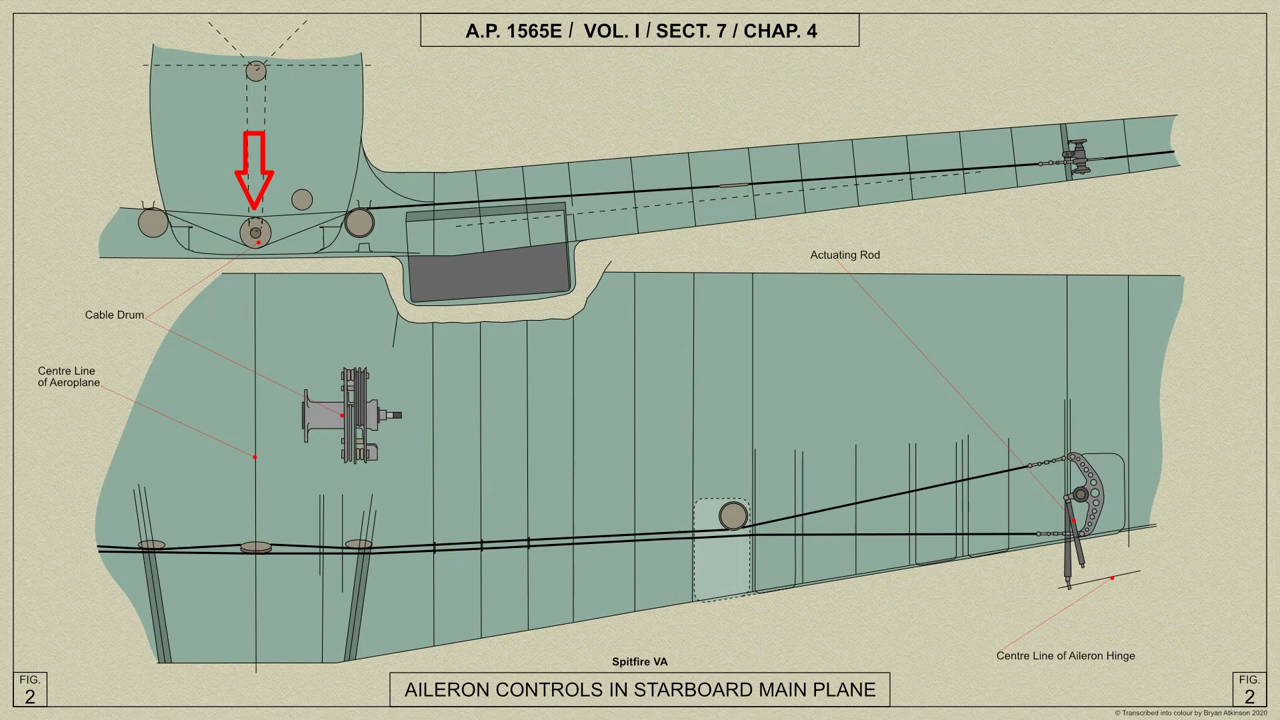 A.P. 1565E / VOL. I / SECT. 7 / CHAP. 4
Actuating Rod
Cable Drum
Centre Line
of Aeroplane
Centre Line of Aileron Hinge
Spitfire VA
FIG.
2
AILERON CONTROLS IN STARBOARD MAIN PLANE
FIG.
2
© Transcribed into colour by Bryan Atkinson 2020